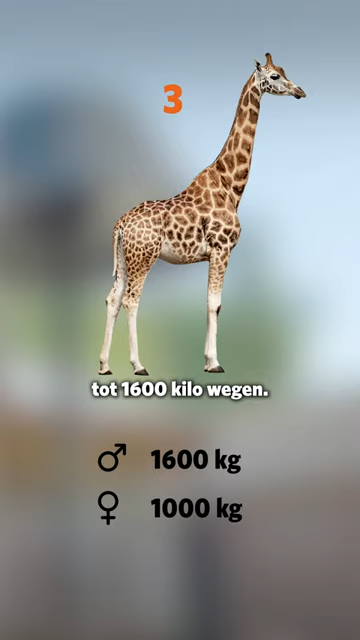 3
tot 1600 kilo wegen.
♂ 1600 kg
♀ 1000 kg